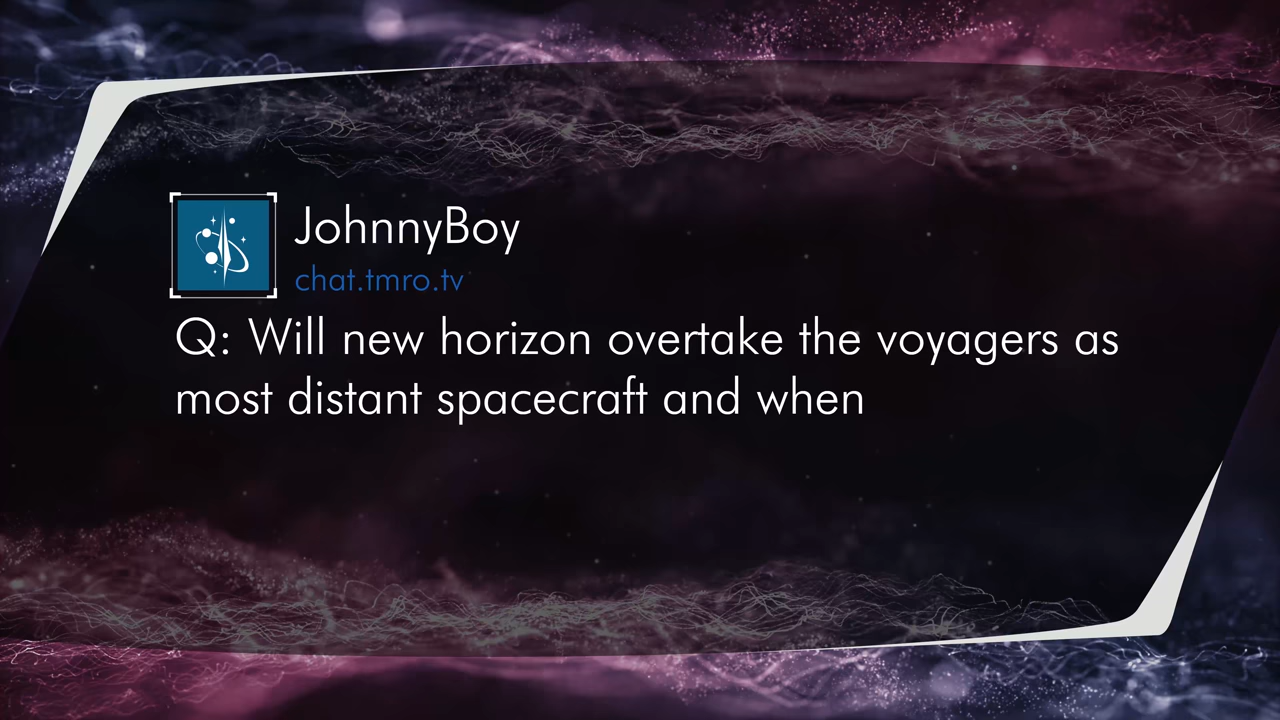 JohnnyBoy
chat.tmro.tv
Q: Will new horizon overtake the voyagers as
most distant spacecraft and when